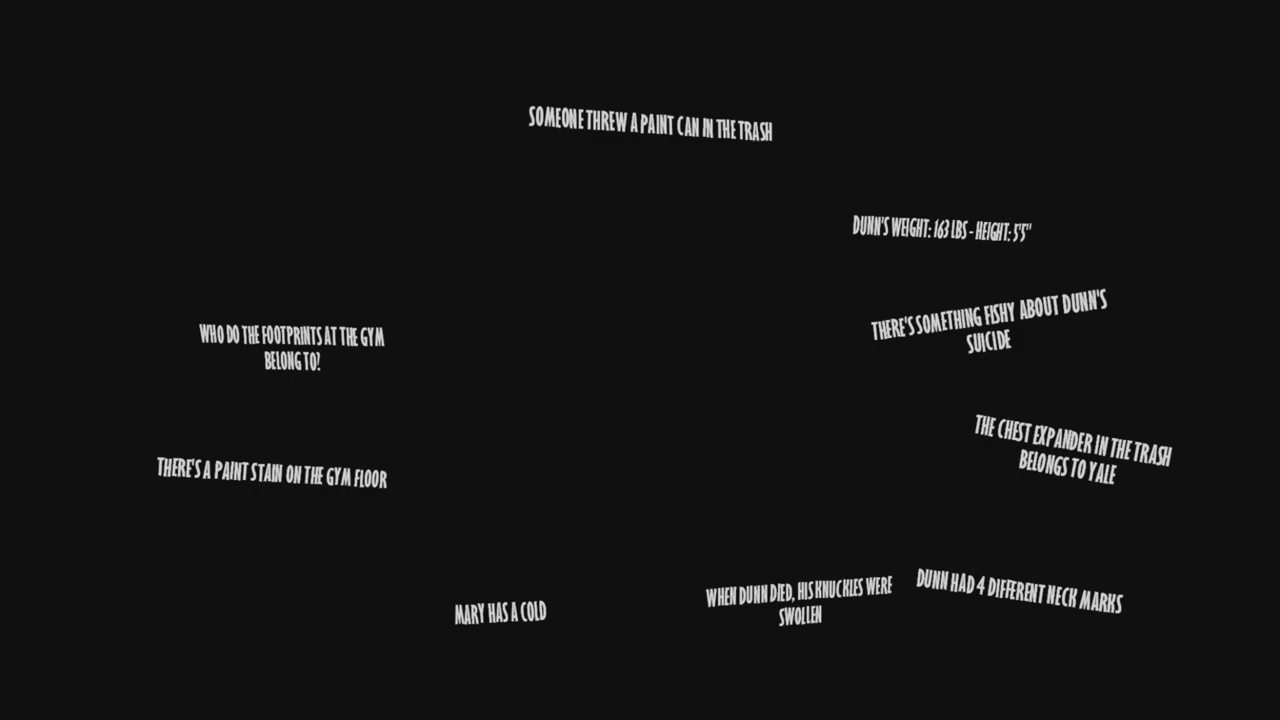 SOMEONE THREW A PAINT CAN IN THE TRASH
DUNN'S WEIGHT: 163 LBS - HEIGHT: 5'5"
THERE'S SOMETHING FISHY ABOUT DUNN'S
SUICIDE
WHO DO THE FOOTPRINTS AT THE GYM
BELONG TO?
THE CHEST EXPANDER IN THE TRASH
BELONGS TO YALE
THERE'S A PAINT STAIN ON THE GYM FLOOR
DUNN HAD 4 DIFFERENT NECK MARKS
WHEN DUNN DIED, HIS KNUCKLES WERE
SWOLLEN
MARY HAS A COLD